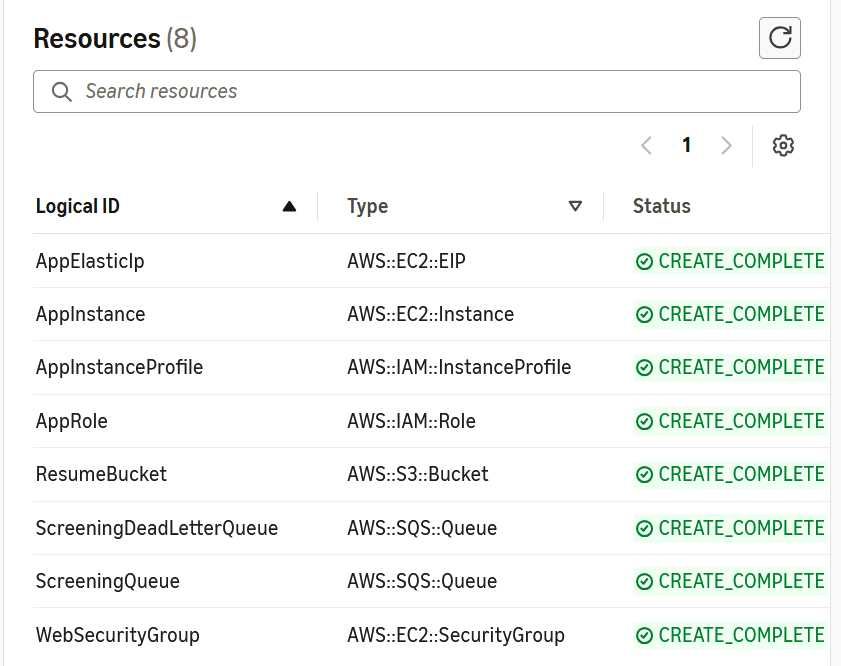 Resources (8)
Search resources
1
Logical ID Type Status
AppElasticIp AWS::EC2::EIP CREATE_COMPLETE
AppInstance AWS::EC2::Instance CREATE_COMPLETE
AppInstanceProfile AWS::IAM::InstanceProfile CREATE_COMPLETE
AppRole AWS::IAM::Role CREATE_COMPLETE
ResumeBucket AWS::S3::Bucket CREATE_COMPLETE
ScreeningDeadLetterQueue AWS::SQS::Queue CREATE_COMPLETE
ScreeningQueue AWS::SQS::Queue CREATE_COMPLETE
WebSecurityGroup AWS::EC2::SecurityGroup CREATE_COMPLETE